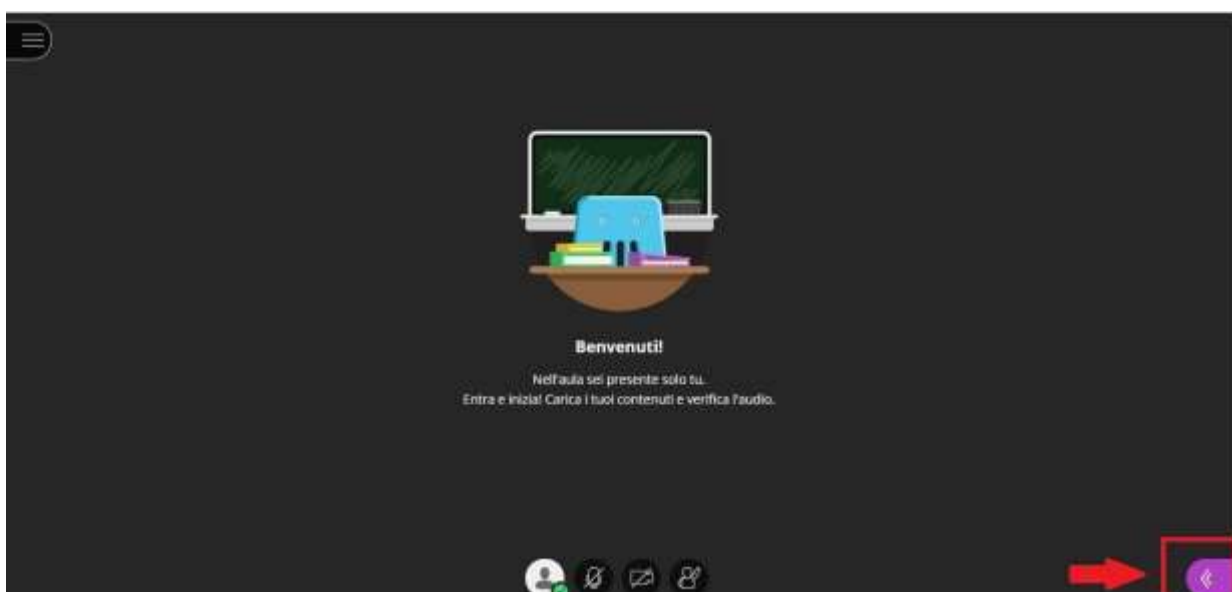 Benvenuti!
Nell'aula sei presente solo tu.
Entra e inizia! Carica i tuoi contenuti e verifica l'audio.